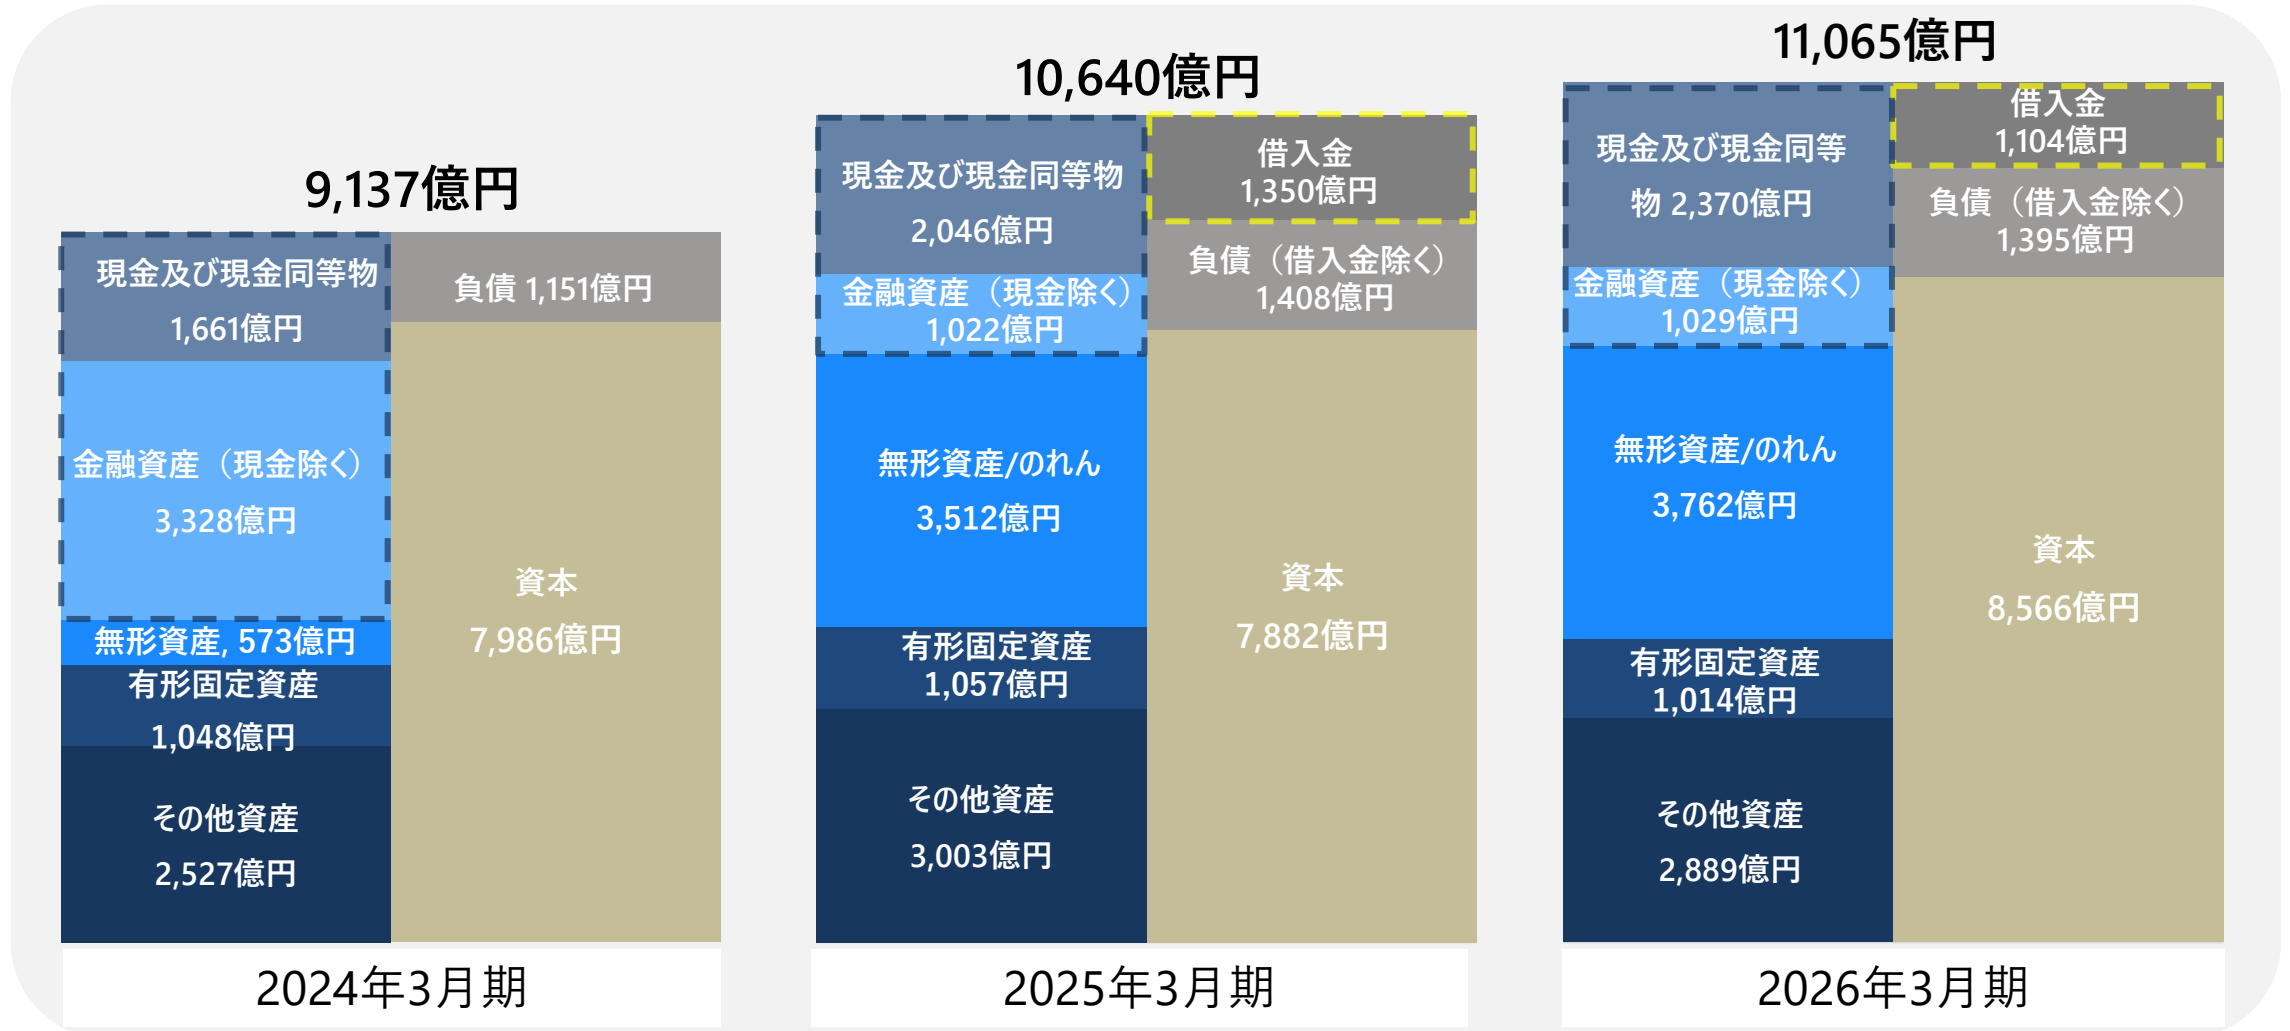 9,137億円
現金及び現金同等物
1,661億円
金融資産（現金除く）
3,328億円
無形資産, 573億円
有形固定資産
1,048億円
その他資産
2,527億円
負債 1,151億円
資本
7,986億円
2024年3月期
10,640億円
現金及び現金同等物
2,046億円
金融資産（現金除く）
1,022億円
無形資産/のれん
3,512億円
有形固定資産
1,057億円
その他資産
3,003億円
借入金
1,350億円
負債（借入金除く）
1,408億円
資本
7,882億円
2025年3月期
11,065億円
現金及び現金同等
物 2,370億円
金融資産（現金除く）
1,029億円
無形資産/のれん
3,762億円
有形固定資産
1,014億円
その他資産
2,889億円
借入金
1,104億円
負債（借入金除く）
1,395億円
資本
8,566億円
2026年3月期